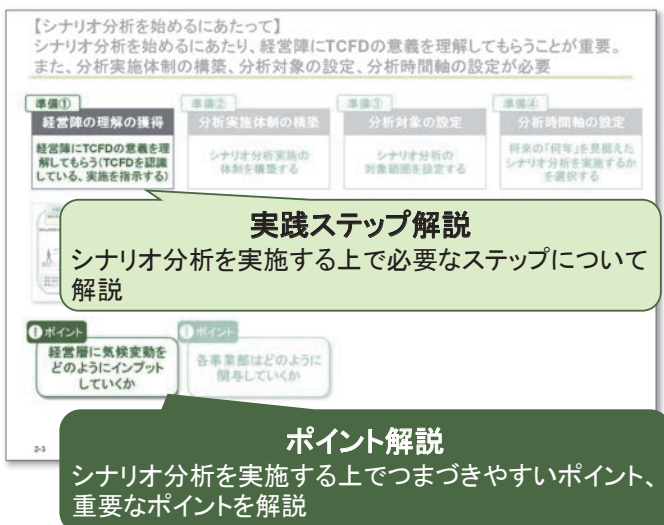 【シナリオ分析を始めるにあたって】
シナリオ分析を始めるにあたり、経営陣にTCFDの意義を理解してもらうことが重要。
また、分析実施体制の構築、分析対象の設定、分析時間軸の設定が必要
準備①
経営陣の理解の獲得
経営陣にTCFDの意義を理
解してもらう(TCFDを認識
している、実施を指示する)
準備②
分析実施体制の構築
シナリオ分析実施の
体制を構築する
準備③
分析対象の設定
シナリオ分析の
対象範囲を設定する
準備④
分析時間軸の設定
将来の「何年」を見据えた
シナリオ分析を実施するか
を選択する
実践ステップ解説
シナリオ分析を実施する上で必要なステップについて
解説
ポイント
経営層に気候変動を
どのようにインプット
していくか
ポイント
各事業部はどのように
関与していくか
ポイント解説
シナリオ分析を実施する上でつまづきやすいポイント、
重要なポイントを解説
2-3